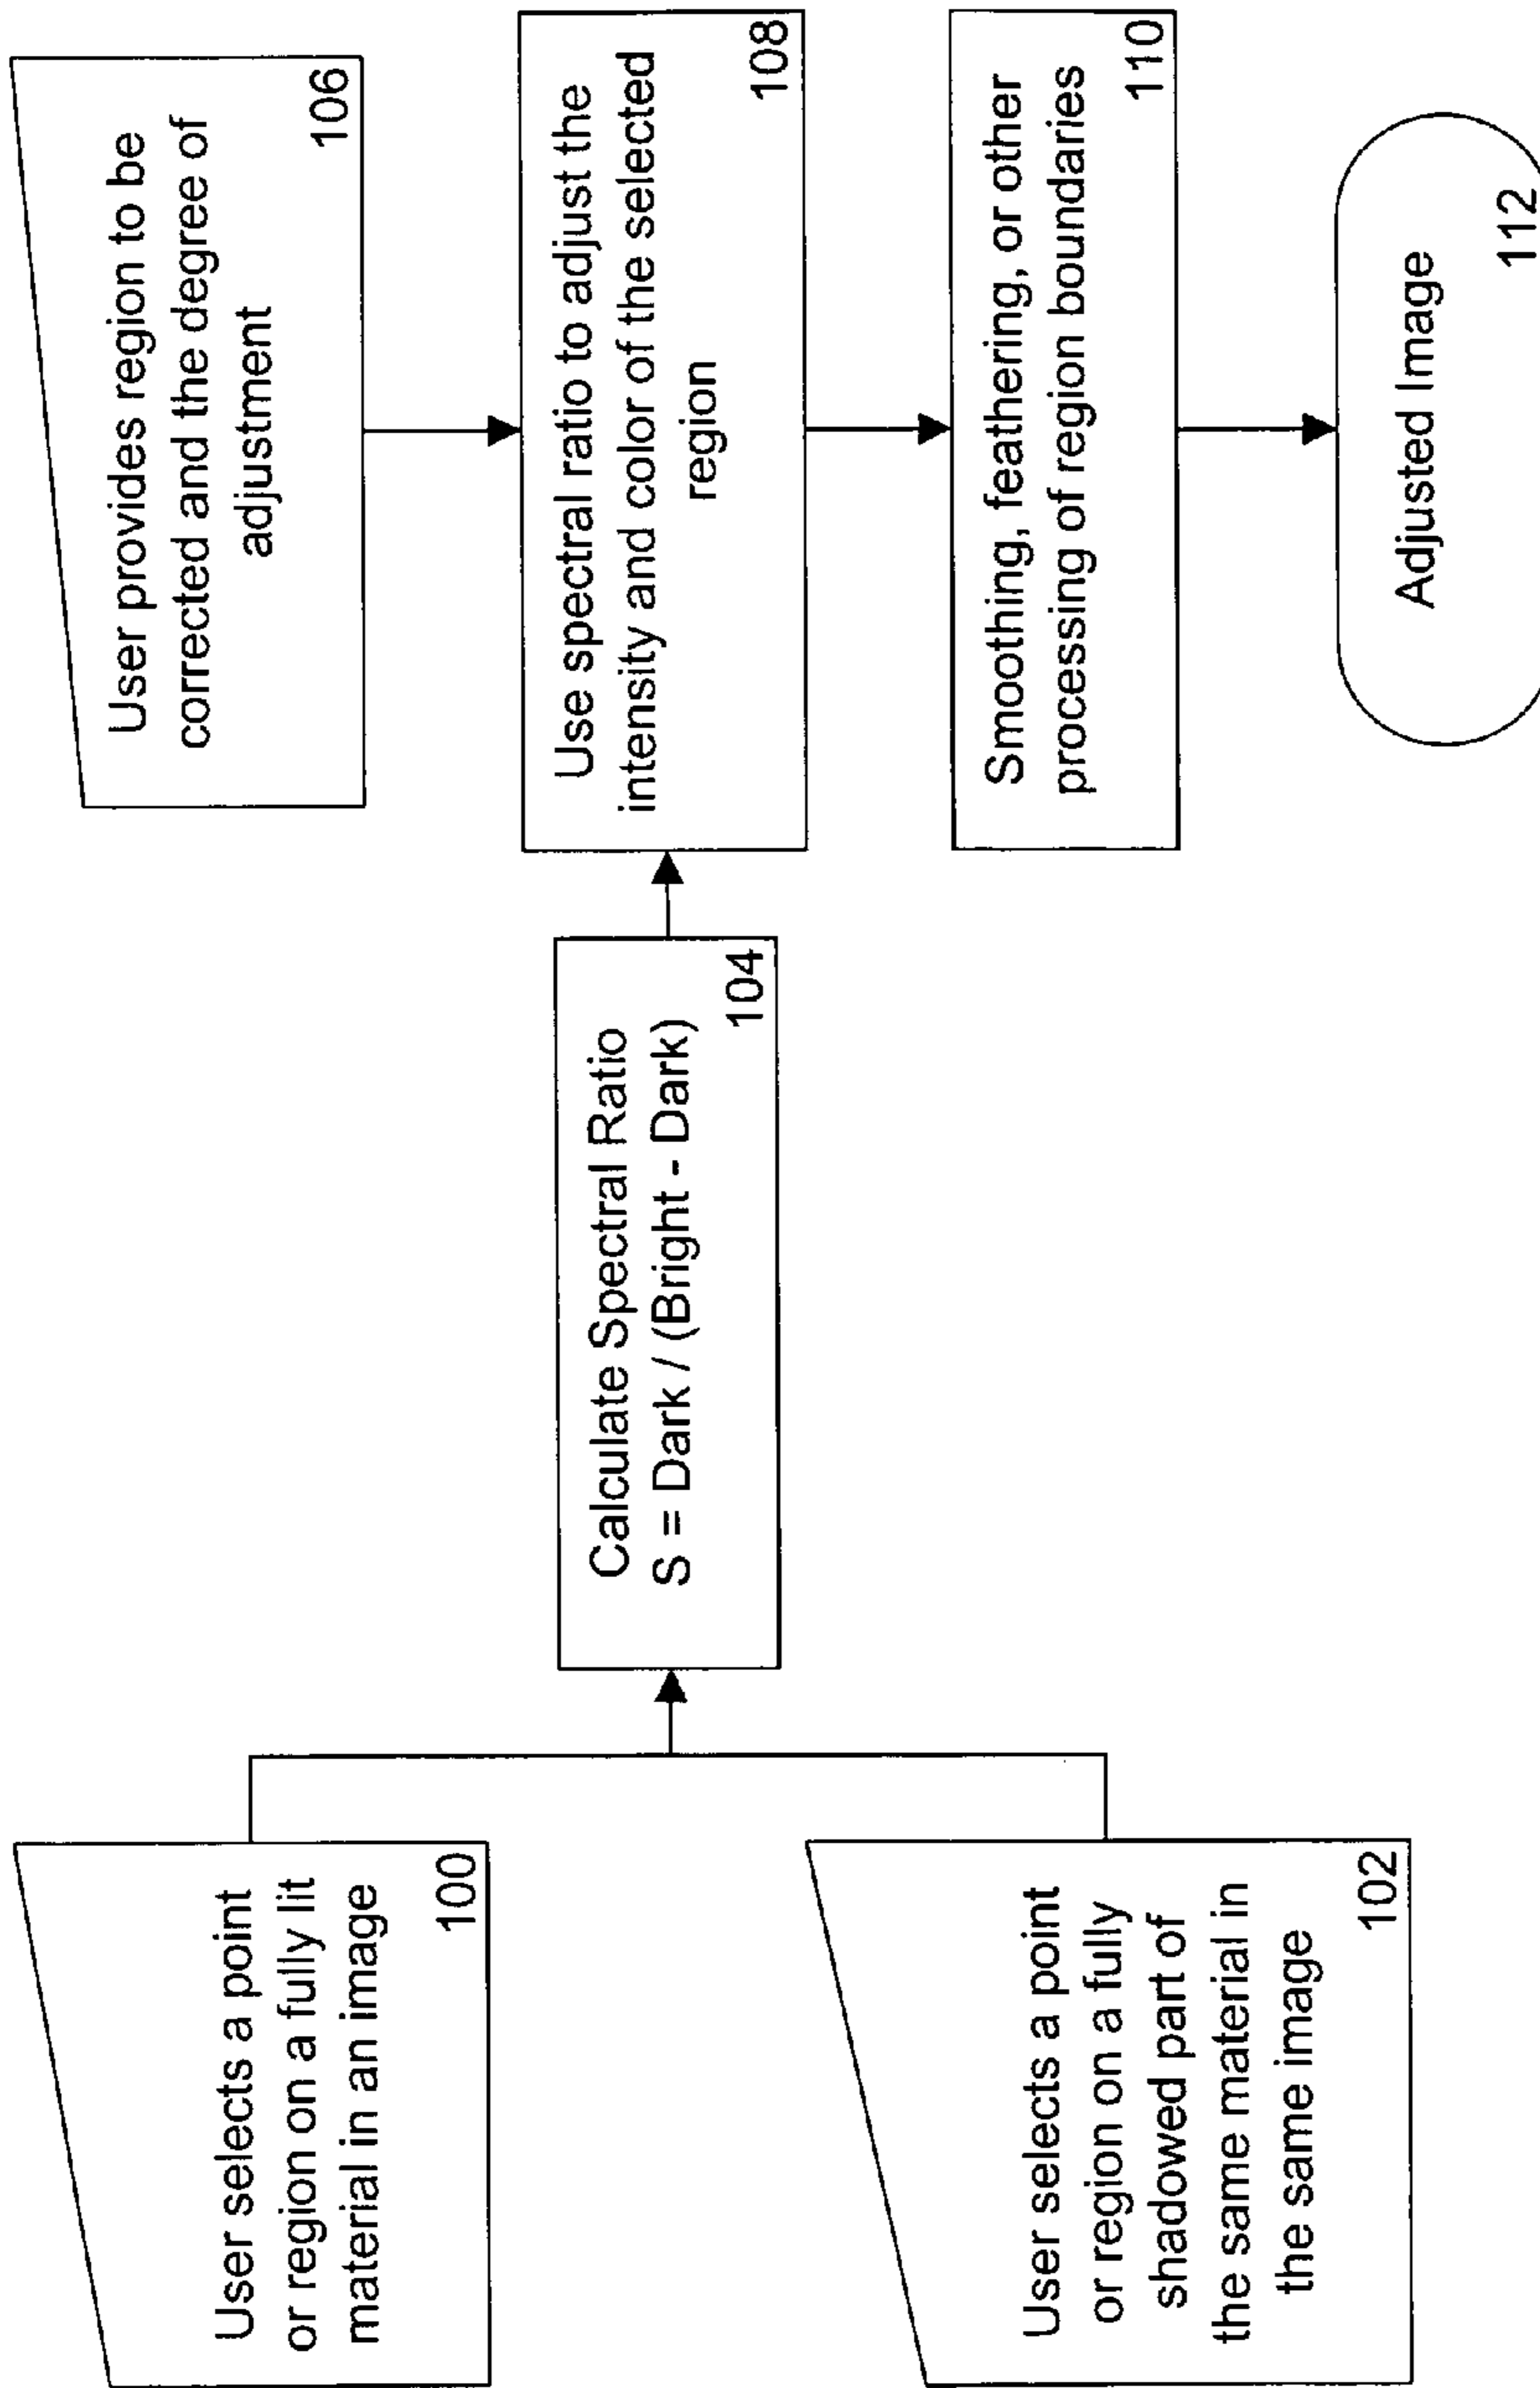 User selects a point
or region on a fully lit
material in an image
100
User selects a point
or region on a fully
shadowed part of
the same material in
the same image
102
Calculate Spectral Ratio
S = Dark / (Bright - Dark)
104
User provides region to be
corrected and the degree of
adjustment
106
Use spectral ratio to adjust the
intensity and color of the selected
region
108
Smoothing, feathering, or other
processing of region boundaries
110
Adjusted Image
112